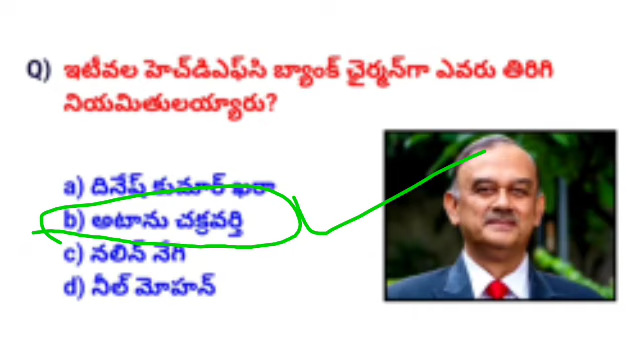 Q) ఇటీవల హెచ్‌డిఎఫ్‌సి బ్యాంక్ ఛైర్మన్‌గా ఎవరు తిరిగి
నియమితులయ్యారు?
a) దినేష్ కుమార్ ఖరా
b) అటాను చక్రవర్తి
c) నలిన్ నేగి
d) నీల్ మోహన్